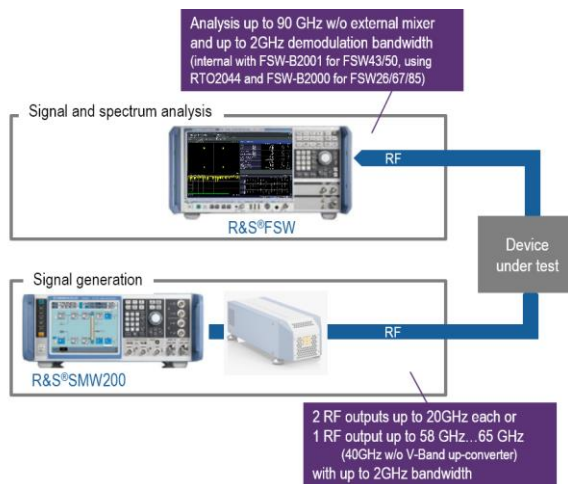 Analysis up to 90 GHz w/o external mixer
and up to 2GHz demodulation bandwidth
(internal with FSW-B2001 for FSW43/50, using
RTO2044 and FSW-B2000 for FSW26/67/85)
Signal and spectrum analysis
RF
R&S®FSW
Device
under test
Signal generation
RF
R&S®SMW200
2 RF outputs up to 20GHz each or
1 RF output up to 58 GHz...65 GHz
(40GHz w/o V-Band up-converter)
with up to 2GHz bandwidth